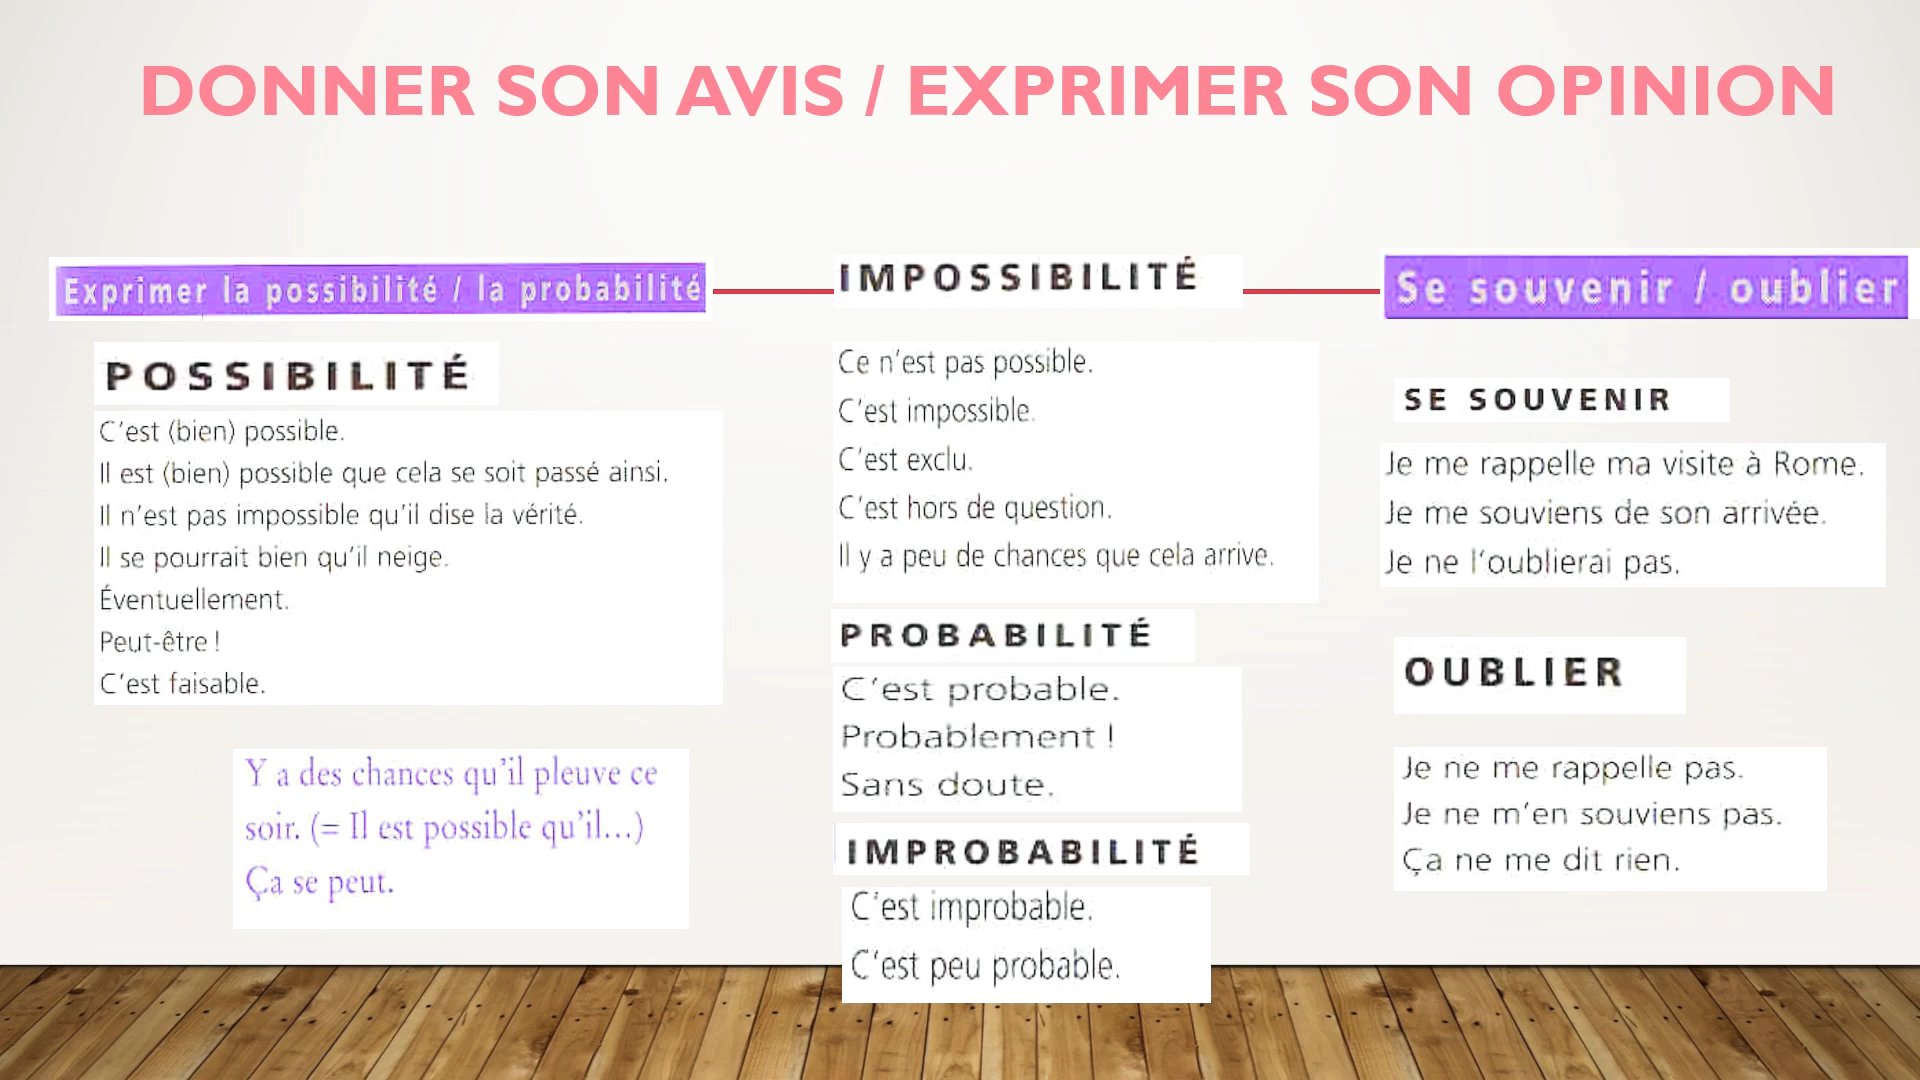 DONNER SON AVIS / EXPRIMER SON OPINION
Exprimer la possibilité / la probabilité
POSSIBILITÉ
C'est (bien) possible.
Il est (bien) possible que cela se soit passé ainsi.
Il n'est pas impossible qu'il dise la vérité.
Il se pourrait bien qu'il neige.
Éventuellement.
Peut-être !
C'est faisable.
Y a des chances qu'il pleuve ce
soir. (= Il est possible qu'il...)
Ça se peut.
IMPOSSIBILITÉ
Ce n'est pas possible.
C'est impossible.
C'est exclu.
C'est hors de question.
Il y a peu de chances que cela arrive.
PROBABILITÉ
C'est probable.
Probablement !
Sans doute.
IMPROBABILITÉ
C'est improbable.
C'est peu probable.
Se souvenir / oublier
SE SOUVENIR
Je me rappelle ma visite à Rome.
Je me souviens de son arrivée.
Je ne l'oublierai pas.
OUBLIER
Je ne me rappelle pas.
Je ne m'en souviens pas.
Ça ne me dit rien.